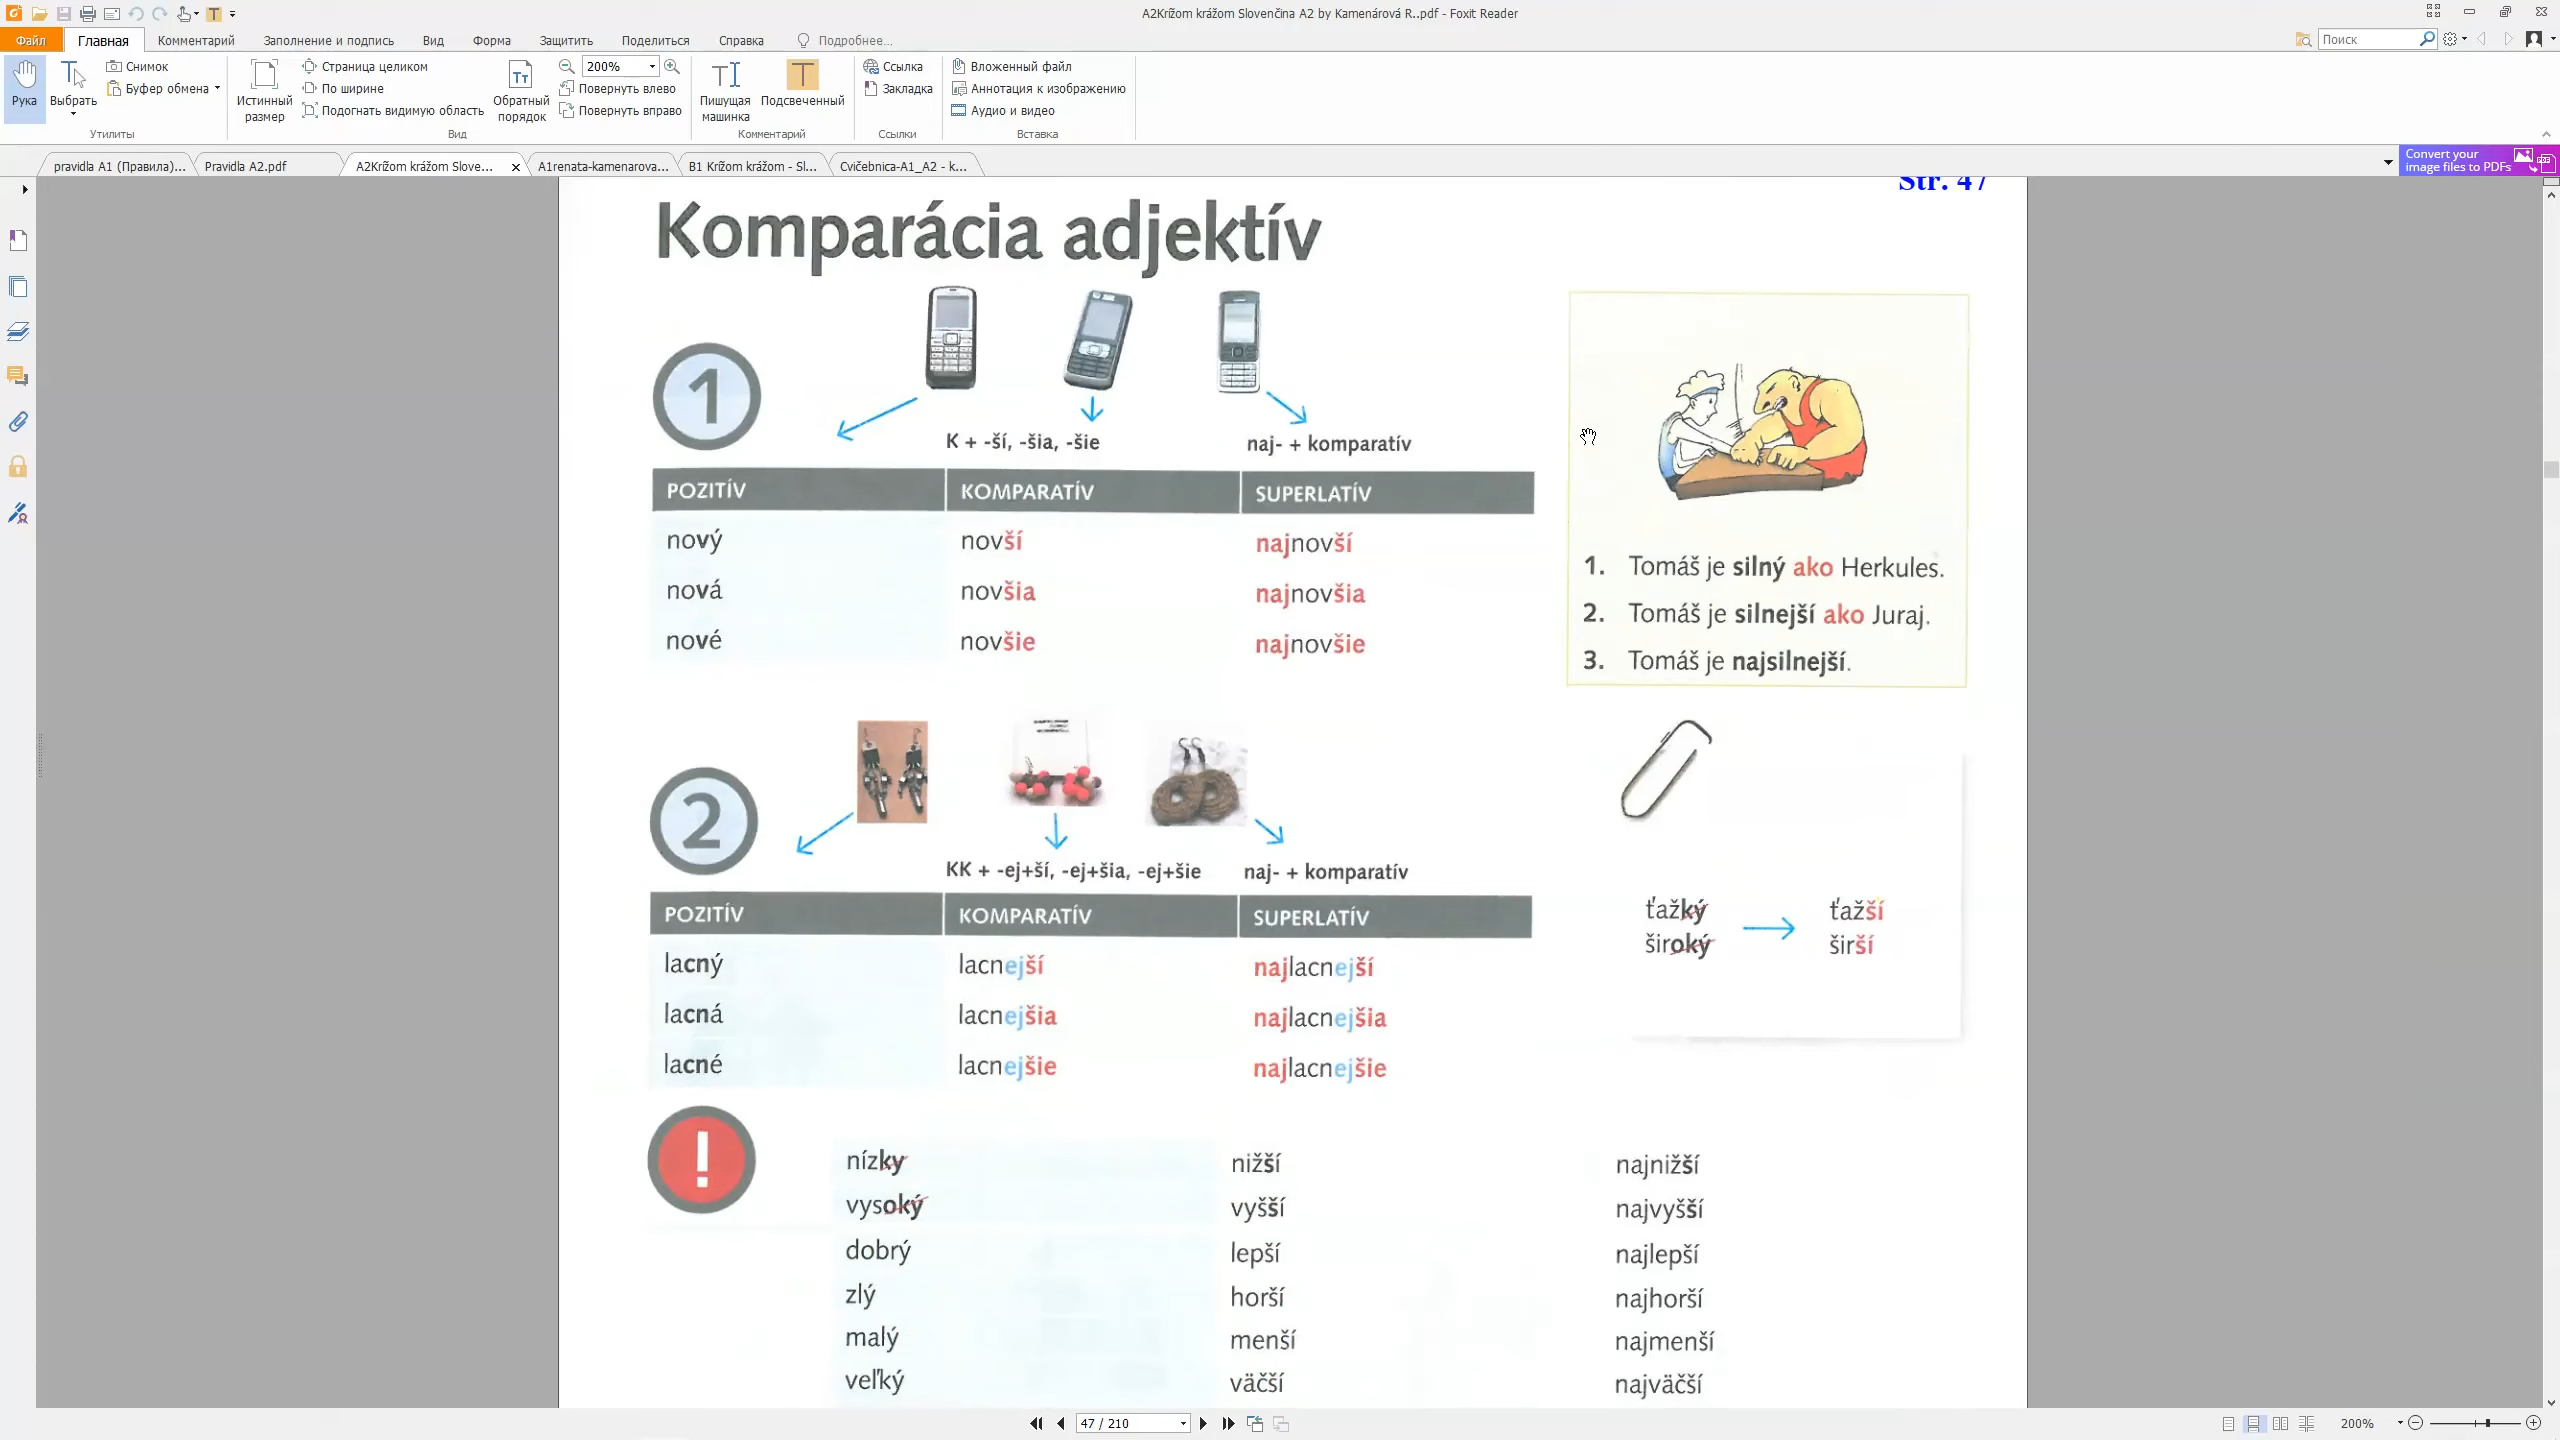 A2Krížom krážom Slovenčina A2 by Kamenárová R..pdf - Foxit Reader
Файл Главная Комментарий Заполнение и подпись Вид Форма Защитить Поделиться Справка Подробнее... Поиск
Рука
Выбрать
Снимок
Буфер обмена
Утилиты
Истинный размер
Страница целиком
По ширине
Подогнать видимую область
Обратный порядок
200%
Повернуть влево
Повернуть вправо
Вид
Пишущая машинка
Подсвеченный
Комментарий
Ссылка
Закладка
Ссылки
Вложенный файл
Аннотация к изображению
Аудио и видео
Вставка
pravidla A1 (Правила)... Pravidla A2.pdf A2Krížom krážom Slove... A1renata-kamenarova... B1 Krížom krážom - Sl... Cvičebnica-A1_A2 - k...
Convert your
image files to PDFs
Str. 47
Komparácia adjektív
1
K + -ší, -šia, -šie naj- + komparatív
POZITÍV KOMPARATÍV SUPERLATÍV
nový novší najnovší
nová novšia najnovšia
nové novšie najnovšie
1. Tomáš je silný ako Herkules.
2. Tomáš je silnejší ako Juraj.
3. Tomáš je najsilnejší.
2
KK + -ej+ší, -ej+šia, -ej+šie naj- + komparatív
POZITÍV KOMPARATÍV SUPERLATÍV
lacný lacnejší najlacnejší
lacná lacnejšia najlacnejšia
lacné lacnejšie najlacnejšie
ťažký ťažší
široký širší
!
nízky nižší najnižší
vysoký vyšší najvyšší
dobrý lepší najlepší
zlý horší najhorší
malý menší najmenší
veľký väčší najväčší
47 / 210
200%